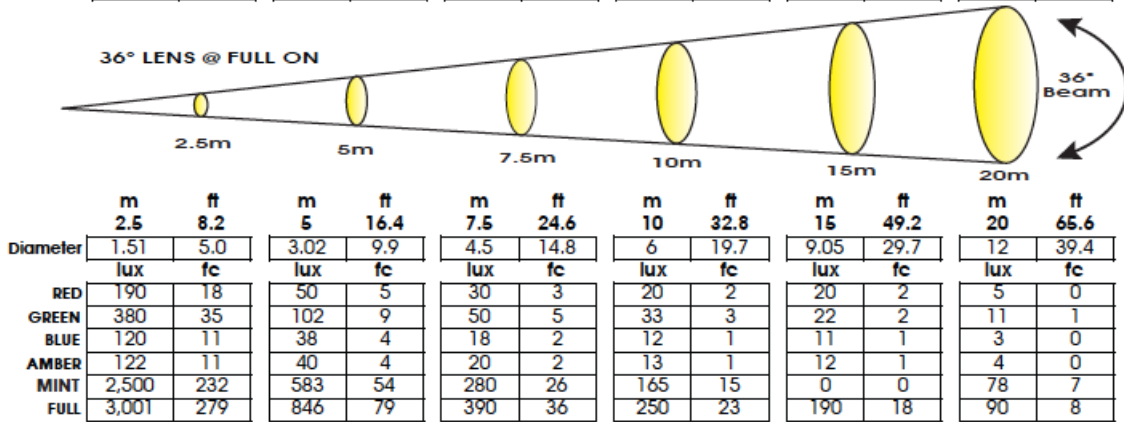 36° LENS @ FULL ON
36°
Beam
2.5m 5m 7.5m 10m 15m 20m
m ft m ft m ft m ft m ft m ft
2.5 8.2 5 16.4 7.5 24.6 10 32.8 15 49.2 20 65.6
Diameter 1.51 5.0 3.02 9.9 4.5 14.8 6 19.7 9.05 29.7 12 39.4
lux fc lux fc lux fc lux fc lux fc lux fc
RED 190 18 50 5 30 3 20 2 20 2 5 0
GREEN 380 35 102 9 50 5 33 3 22 2 11 1
BLUE 120 11 38 4 18 2 12 1 11 1 3 0
AMBER 122 11 40 4 20 2 13 1 12 1 4 0
MINT 2,500 232 583 54 280 26 165 15 0 0 78 7
FULL 3,001 279 846 79 390 36 250 23 190 18 90 8